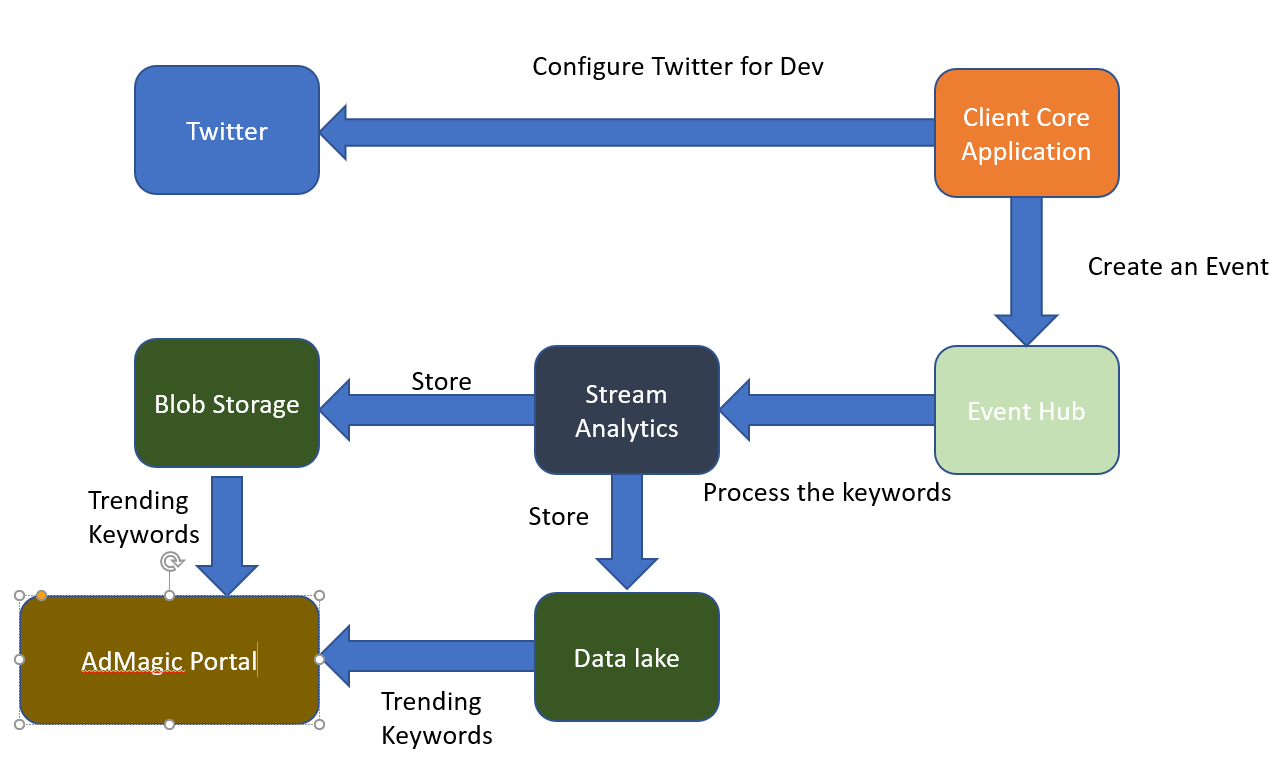 Configure Twitter for Dev
Twitter
Client Core
Application
Create an Event
Blob Storage
Store
Stream
Analytics
Event Hub
Process the keywords
Trending
Keywords
Store
AdMagic Portal
Data lake
Trending
Keywords